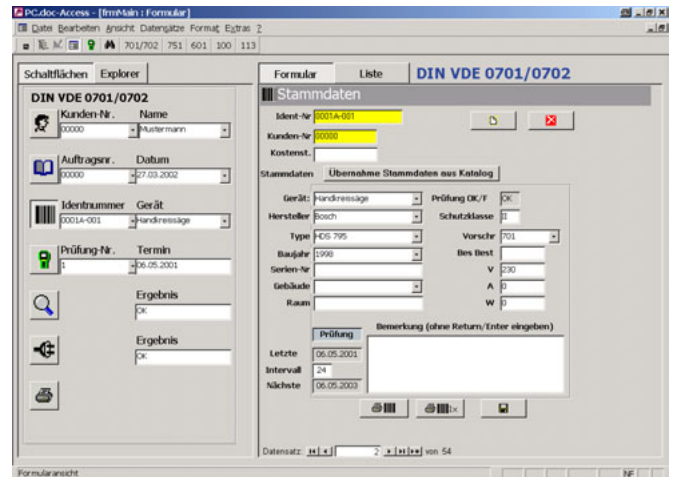 PC.doc-Access - [frmMain : Formular]
Datei Bearbeiten Ansicht Datensätze Format Extras ?
701/702 751 601 100 113
Schaltflächen Explorer
DIN VDE 0701/0702
Kunden-Nr. Name
00000 Mustermann
Auftragsnr. Datum
00000 27.03.2002
Identnummer Gerät
0001A-001 Handkreissäge
Prüfung-Nr. Termin
1 06.05.2001
Ergebnis
OK
Ergebnis
OK
Formular Liste DIN VDE 0701/0702
Stammdaten
Ident-Nr 0001A-001
Kunden-Nr 00000
Kostenst.
Stammdaten Übernahme Stammdaten aus Katalog
Gerät: Handkreissäge Prüfung OK/F OK
Hersteller Bosch Schutzklasse II
Type HDS 795 Vorschr 701
Baujahr 1998 Bes Best
Serien-Nr V 230
Gebäude A 0
Raum W 0
Prüfung Bemerkung (ohne Return/Enter eingeben)
Letzte 06.05.2001
Intervall 24
Nächste 06.05.2003
1x
Datensatz: 2 von 54
Formularansicht NF